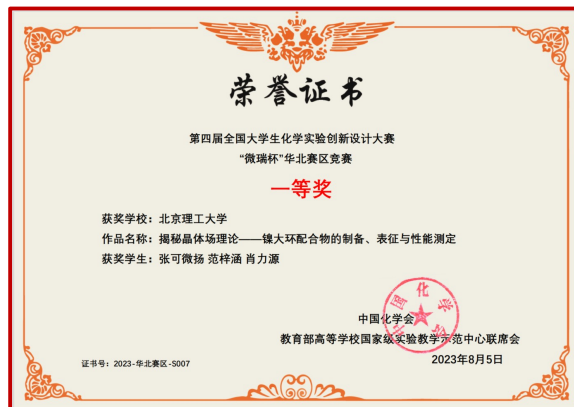 荣誉证书
第四届全国大学生化学实验创新设计大赛
“微瑞杯”华北赛区竞赛
一等奖
获奖学校：北京理工大学
作品名称：揭秘晶体场理论——镍大环配合物的制备、表征与性能测定
获奖学生：张可微扬 范梓涵 肖力源
中国化学会
教育部高等学校国家级实验教学示范中心联席会
证书号：2023-华北赛区-S007
2023年8月5日
中国化学会